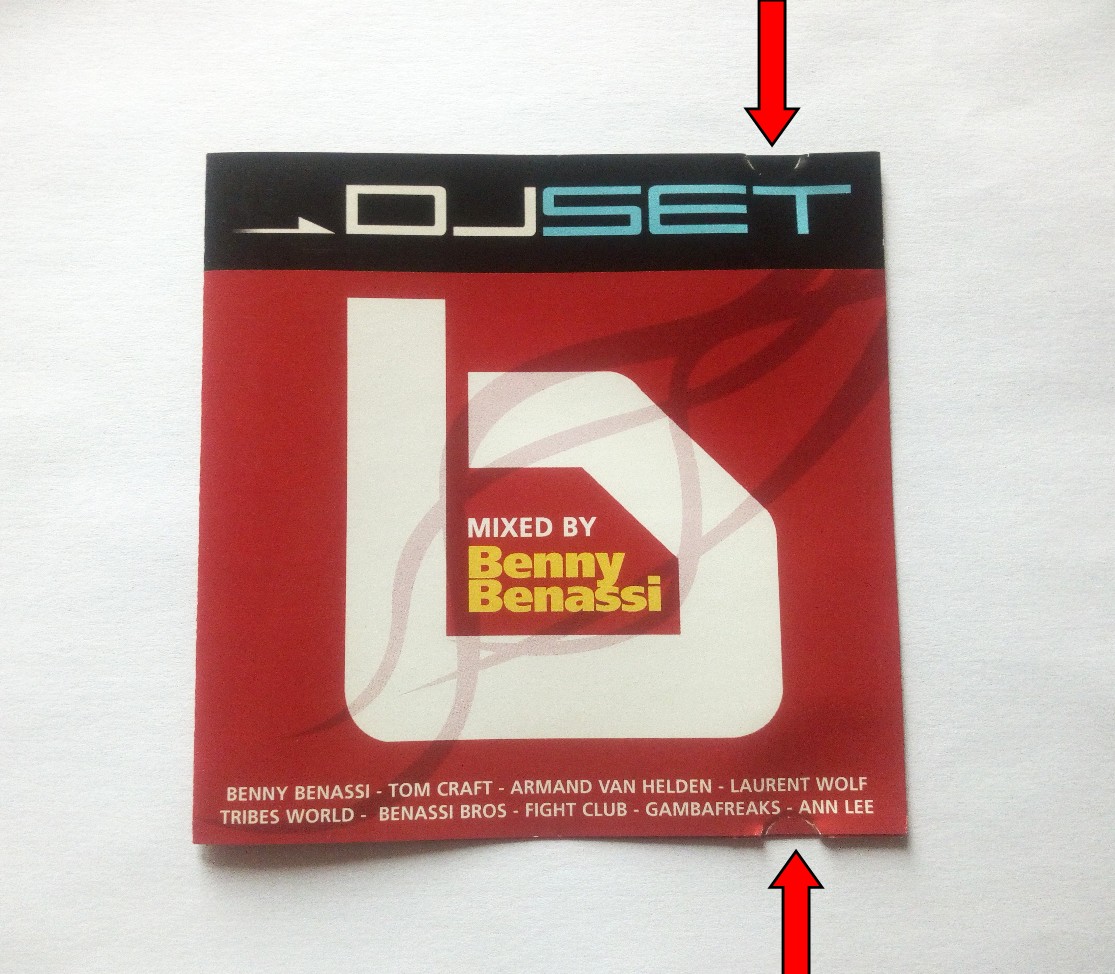 DJSET
MIXED BY
Benny
Benassi
BENNY BENASSI - TOM CRAFT - ARMAND VAN HELDEN - LAURENT WOLF
TRIBES WORLD - BENASSI BROS - FIGHT CLUB - GAMBAFREAKS - ANN LEE